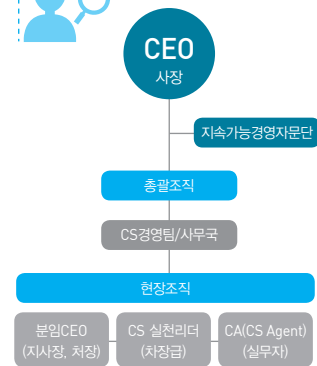 CEO
사장
지속가능경영자문단
총괄조직
CS경영팀/사무국
현장조직
분임CEO
(지사장, 처장)
CS 실천리더
(차장급)
CA(CS Agent)
(실무자)